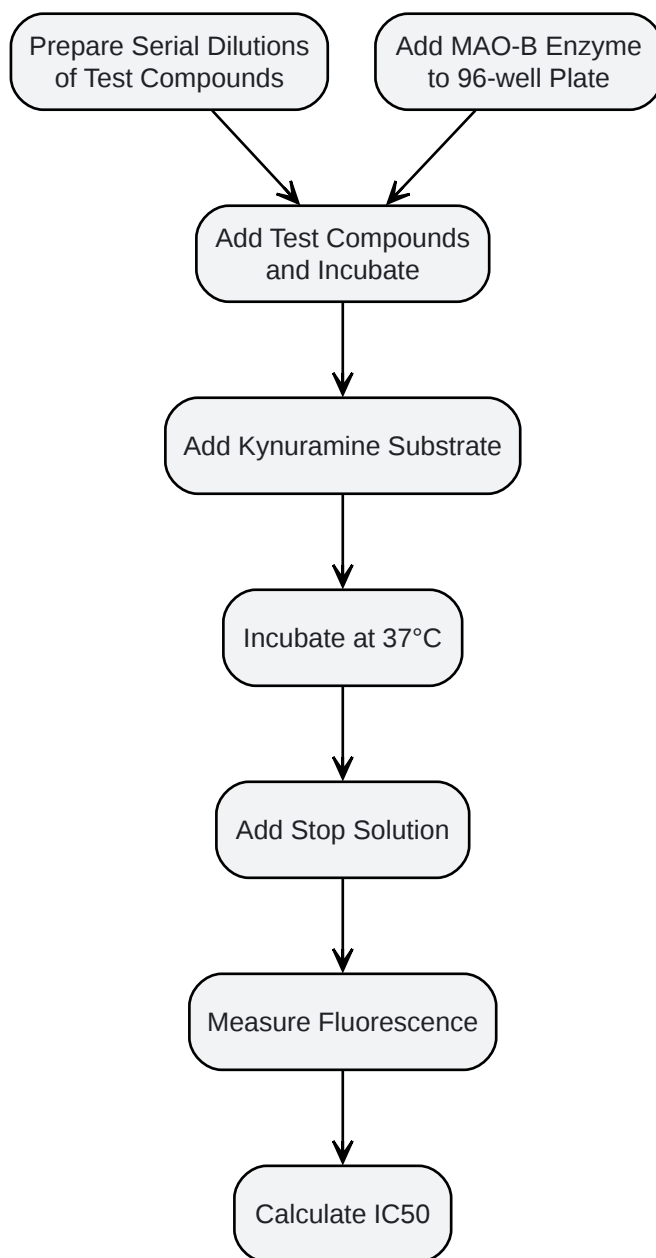 Prepare Serial Dilutions
of Test Compounds
Add MAO-B Enzyme
to 96-well Plate
Add Test Compounds
and Incubate
Add Kynuramine Substrate
Incubate at 37°C
Add Stop Solution
Measure Fluorescence
Calculate IC50